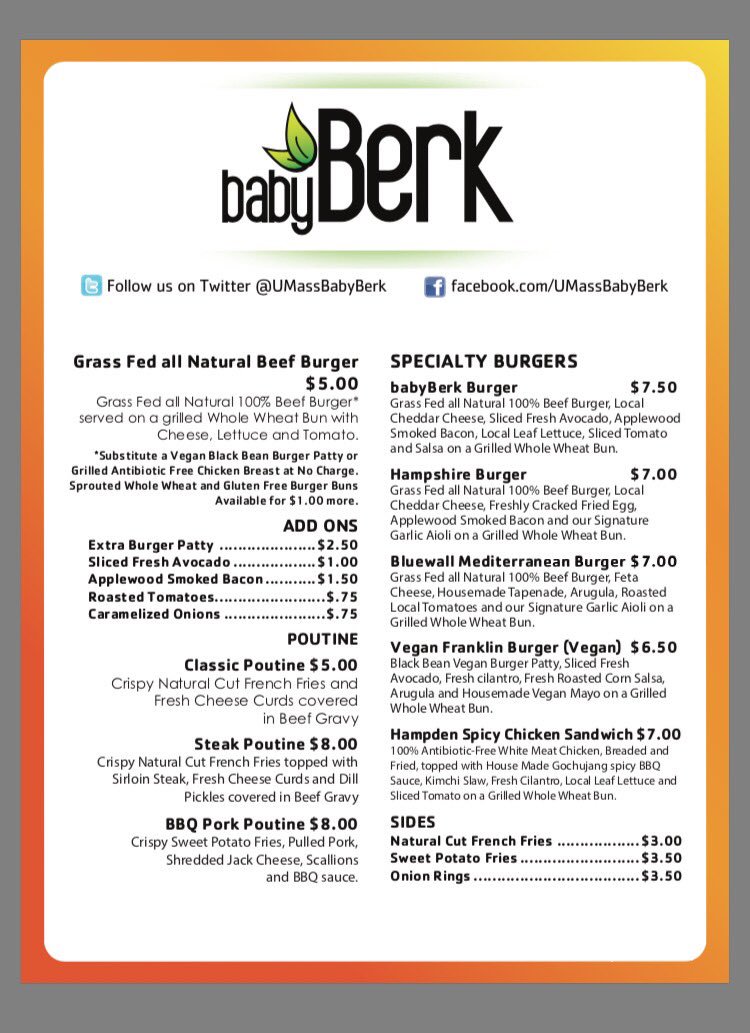 babyBerk
Follow us on Twitter @UMassBabyBerk
facebook.com/UMassBabyBerk
Grass Fed all Natural Beef Burger
$5.00
Grass Fed all Natural 100% Beef Burger*
served on a grilled Whole Wheat Bun with
Cheese, Lettuce and Tomato.
*Substitute a Vegan Black Bean Burger Patty or
Grilled Antibiotic Free Chicken Breast at No Charge.
Sprouted Whole Wheat and Gluten Free Burger Buns
Available for $1.00 more.
ADD ONS
Extra Burger Patty .....................$2.50
Sliced Fresh Avocado ..................$1.00
Applewood Smoked Bacon...........$1.50
Roasted Tomatoes........................$.75
Caramelized Onions ......................$.75
POUTINE
Classic Poutine $5.00
Crispy Natural Cut French Fries and
Fresh Cheese Curds covered
in Beef Gravy
Steak Poutine $8.00
Crispy Natural Cut French Fries topped with
Sirloin Steak, Fresh Cheese Curds and Dill
Pickles covered in Beef Gravy
BBQ Pork Poutine $8.00
Crispy Sweet Potato Fries, Pulled Pork,
Shredded Jack Cheese, Scallions
and BBQ sauce.
SPECIALTY BURGERS
babyBerk Burger $7.50
Grass Fed all Natural 100% Beef Burger, Local
Cheddar Cheese, Sliced Fresh Avocado, Applewood
Smoked Bacon, Local Leaf Lettuce, Sliced Tomato
and Salsa on a Grilled Whole Wheat Bun.
Hampshire Burger $7.00
Grass Fed all Natural 100% Beef Burger, Local
Cheddar Cheese, Freshly Cracked Fried Egg,
Applewood Smoked Bacon and our Signature
Garlic Aioli on a Grilled Whole Wheat Bun.
Bluewall Mediterranean Burger $7.00
Grass Fed all Natural 100% Beef Burger, Feta
Cheese, Housemade Tapenade, Arugula, Roasted
Local Tomatoes and our Signature Garlic Aioli on a
Grilled Whole Wheat Bun.
Vegan Franklin Burger (Vegan) $6.50
Black Bean Vegan Burger Patty, Sliced Fresh
Avocado, Fresh cilantro, Fresh Roasted Corn Salsa,
Arugula and Housemade Vegan Mayo on a Grilled
Whole Wheat Bun.
Hampden Spicy Chicken Sandwich $7.00
100% Antibiotic-Free White Meat Chicken, Breaded and
Fried, topped with House Made Gochujang spicy BBQ
Sauce, Kimchi Slaw, Fresh Cilantro, Local Leaf Lettuce and
Sliced Tomato on a Grilled Whole Wheat Bun.
SIDES
Natural Cut French Fries ..................$3.00
Sweet Potato Fries ..........................$3.50
Onion Rings ....................................$3.50